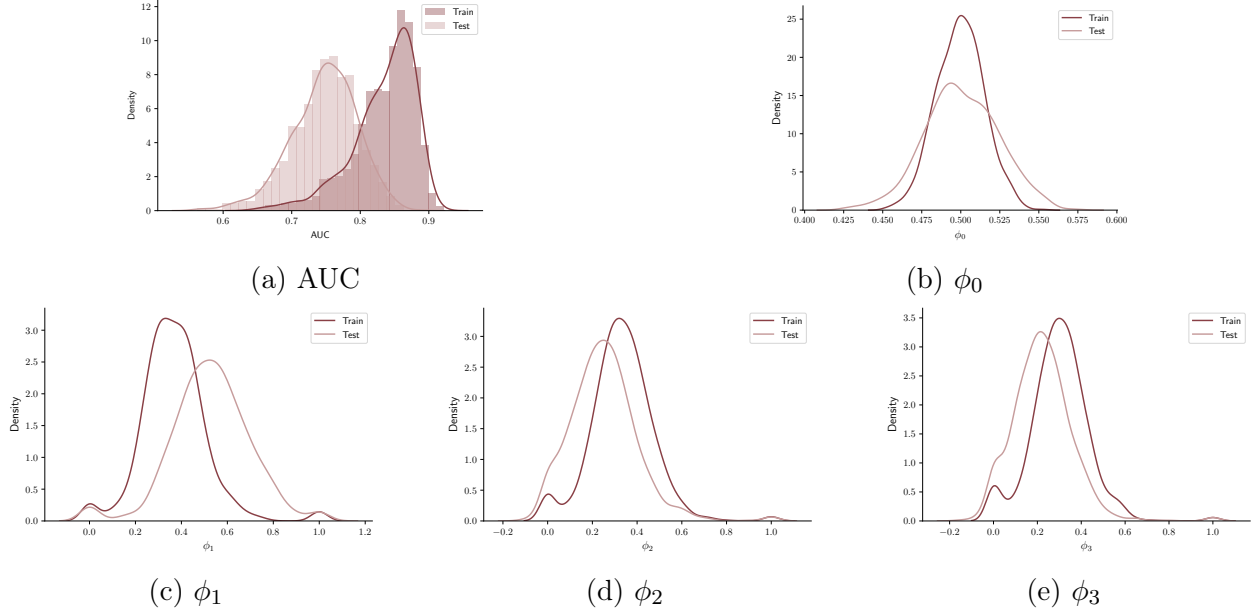 12
10
8
6
4
2
0
Density
0.6 0.7 0.8 0.9
AUC
Train
Test
(a) AUC
25
20
15
10
5
0
Density
0.400 0.425 0.450 0.475 0.500 0.525 0.550 0.575 0.600
ϕ0
Train
Test
(b) ϕ0
3.0
2.5
2.0
1.5
1.0
0.5
0.0
Density
0.0 0.2 0.4 0.6 0.8 1.0 1.2
ϕ1
Train
Test
(c) ϕ1
3.0
2.5
2.0
1.5
1.0
0.5
0.0
Density
−0.2 0.0 0.2 0.4 0.6 0.8 1.0
ϕ2
Train
Test
(d) ϕ2
3.5
3.0
2.5
2.0
1.5
1.0
0.5
0.0
Density
−0.2 0.0 0.2 0.4 0.6 0.8 1.0
ϕ3
Train
Test
(e) ϕ3